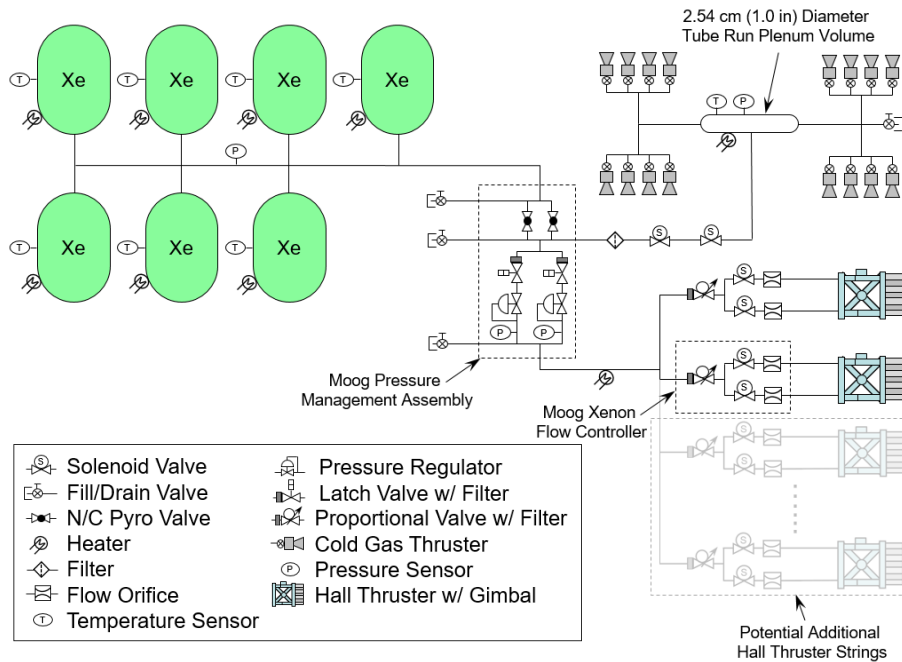 2.54 cm (1.0 in) Diameter
Tube Run Plenum Volume
Xe
Xe
Xe
Xe
T
T
T
T
T
P
P
Xe
Xe
Xe
T
T
T
S
S
P
P
S
S
S
S
Moog Pressure
Management Assembly
Moog Xenon
Flow Controller
S
S
S
S
Solenoid Valve
Fill/Drain Valve
N/C Pyro Valve
Heater
Filter
Flow Orifice
Temperature Sensor
Pressure Regulator
Latch Valve w/ Filter
Proportional Valve w/ Filter
Cold Gas Thruster
Pressure Sensor
Hall Thruster w/ Gimbal
S
T
P
Potential Additional
Hall Thruster Strings